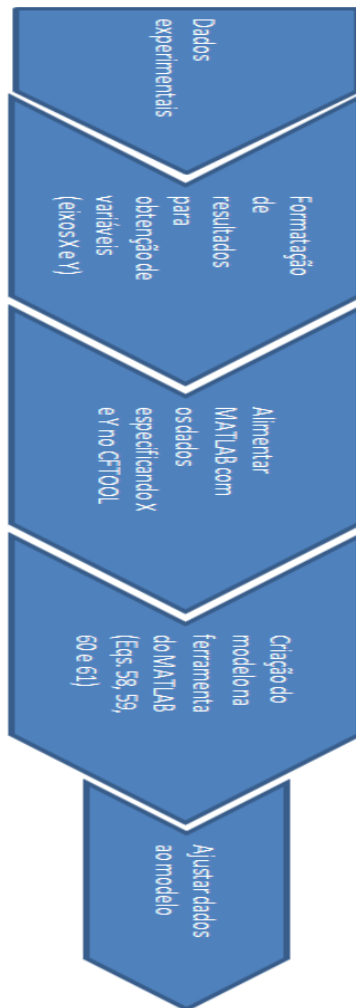 Dados
experimentais
Formatação
de
resultados
para
obtenção de
variáveis
(eixos X e Y)
Alimentar
MATLAB com
os dados
especificando X
e Y no CFTOOL
Criação do
modelo na
ferramenta
do MATLAB
(Eqs. 58, 59,
60 e 61)
Ajustar dados
ao modelo